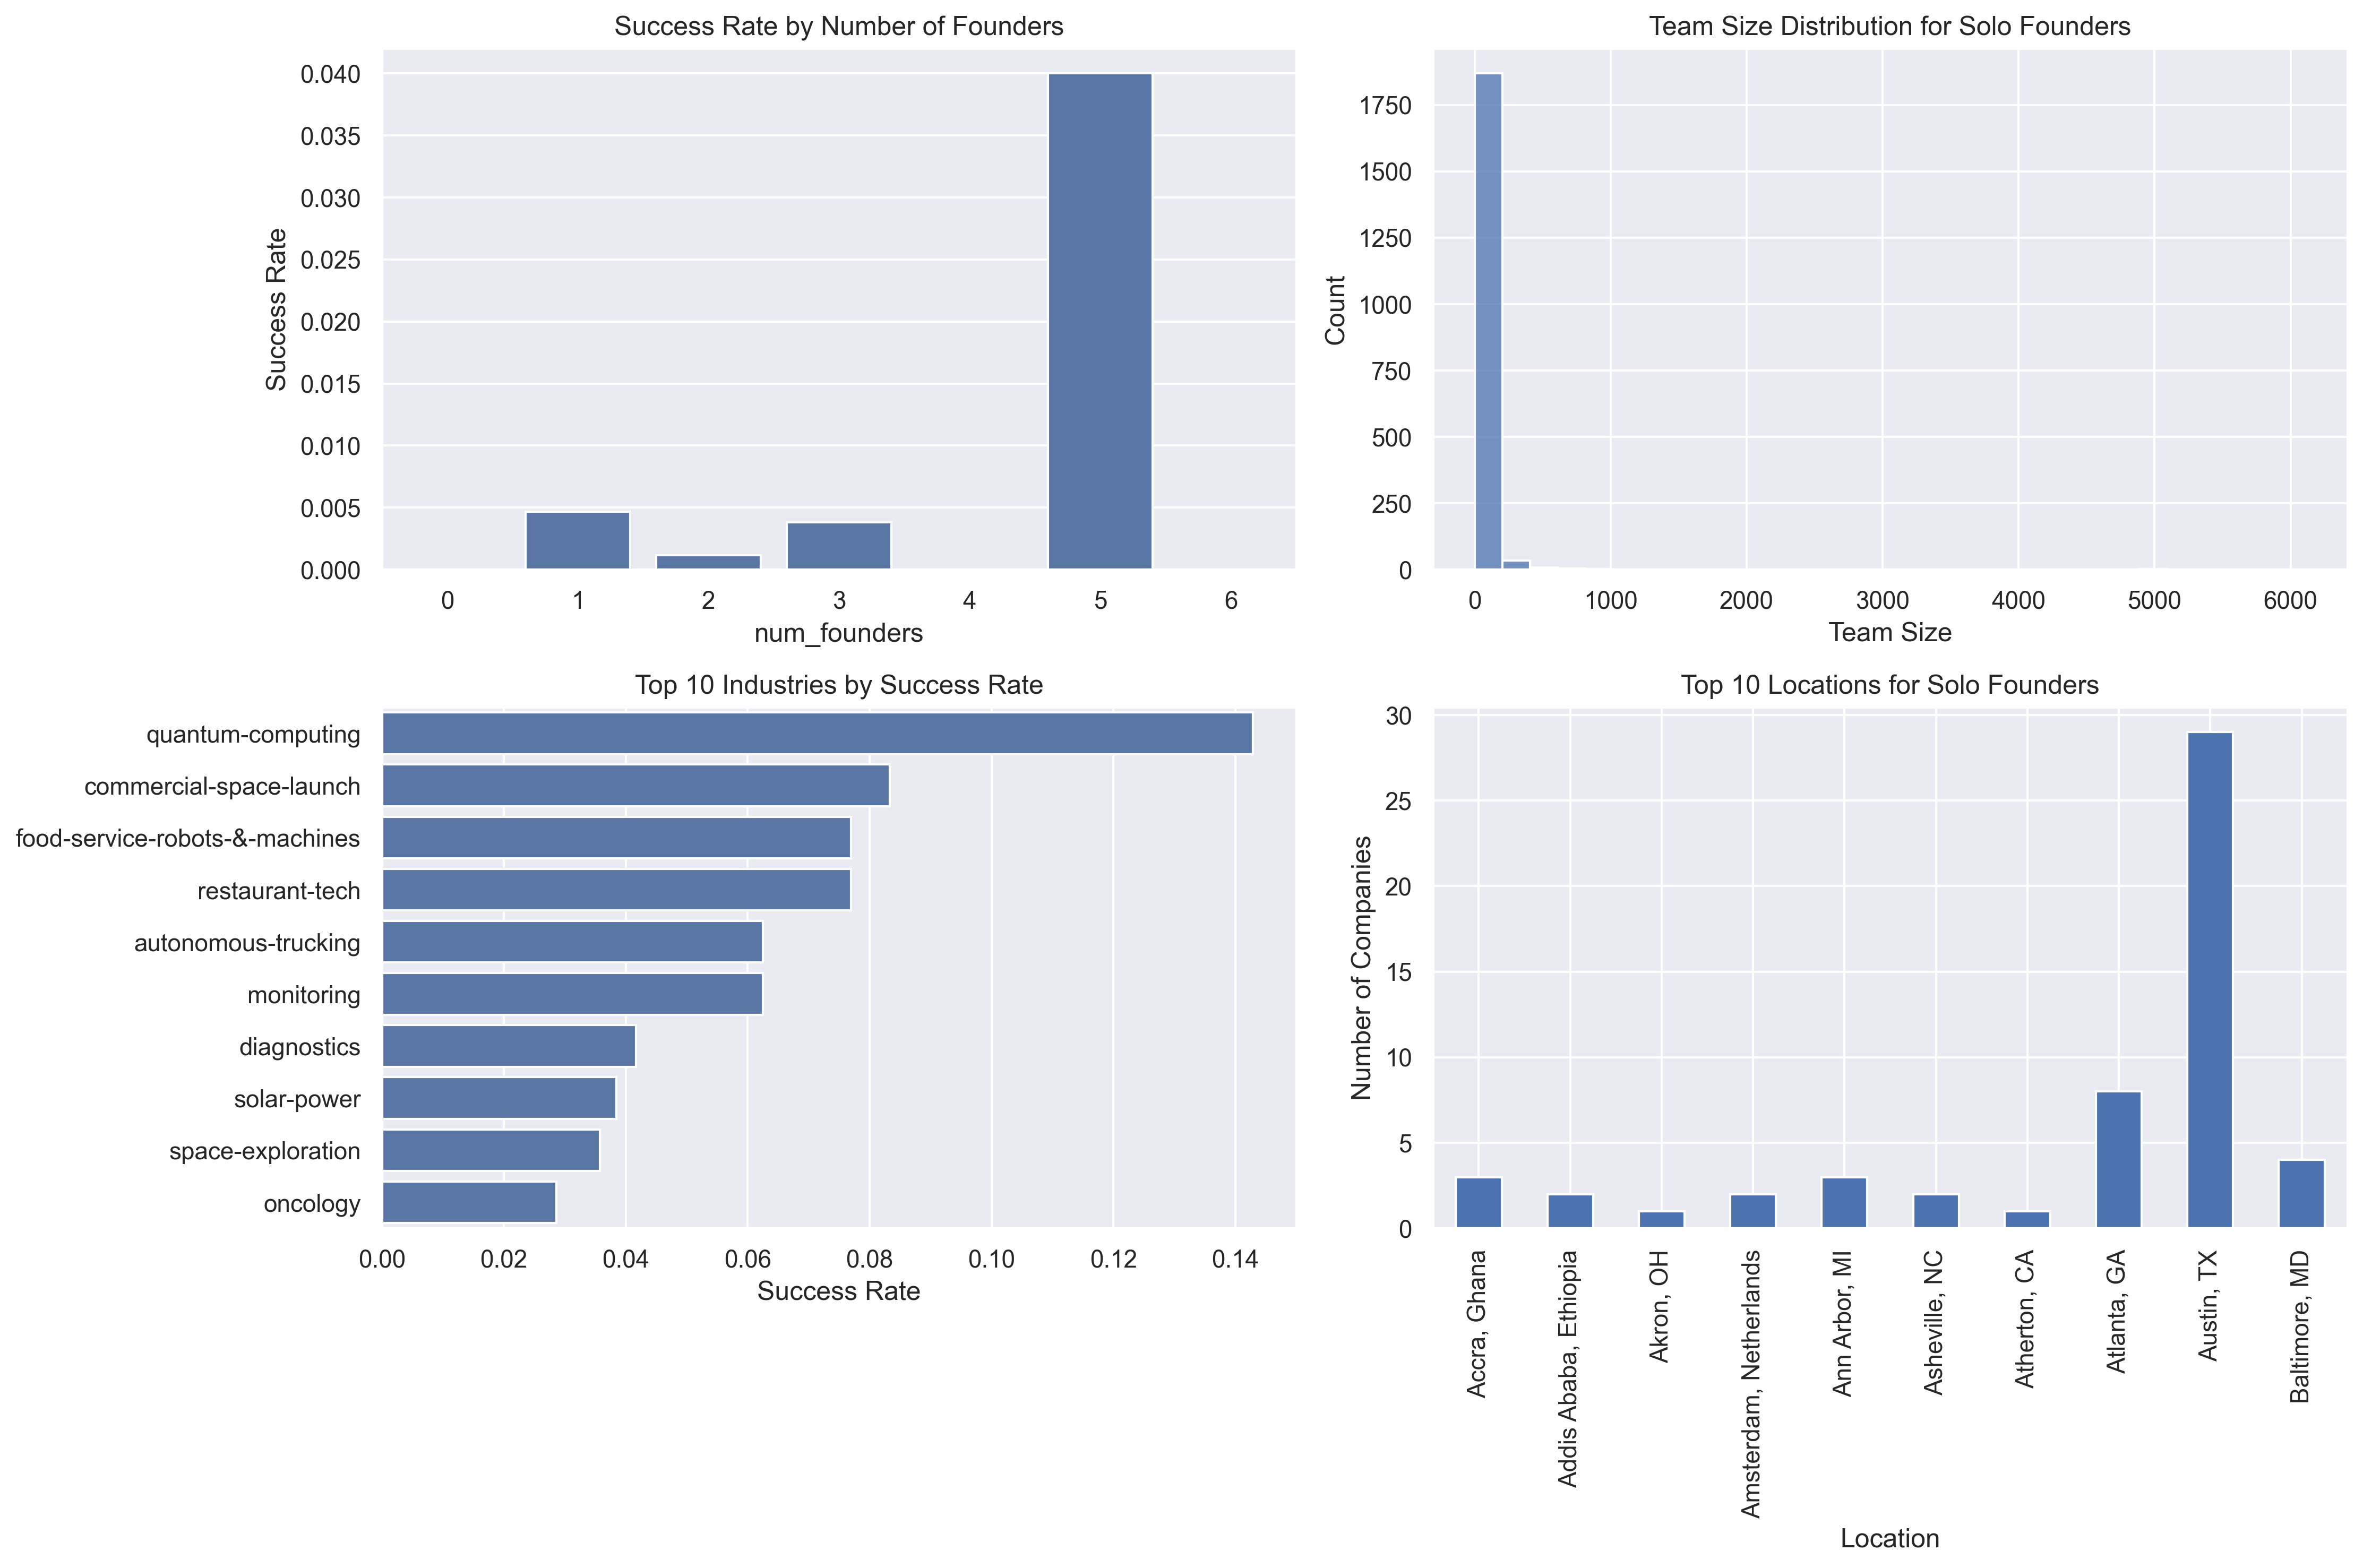 Success Rate by Number of Founders
0.040
0.035
0.030
0.025
0.020
0.015
0.010
0.005
0.000
Success Rate
0 1 2 3 4 5 6
num_founders
Team Size Distribution for Solo Founders
1750
1500
1250
1000
750
500
250
0
Count
0 1000 2000 3000 4000 5000 6000
Team Size
Top 10 Industries by Success Rate
quantum-computing
commercial-space-launch
food-service-robots-&-machines
restaurant-tech
autonomous-trucking
monitoring
diagnostics
solar-power
space-exploration
oncology
0.00 0.02 0.04 0.06 0.08 0.10 0.12 0.14
Success Rate
Top 10 Locations for Solo Founders
30
25
20
15
10
5
0
Number of Companies
Accra, Ghana
Addis Ababa, Ethiopia
Akron, OH
Amsterdam, Netherlands
Ann Arbor, MI
Asheville, NC
Atherton, CA
Atlanta, GA
Austin, TX
Baltimore, MD
Location